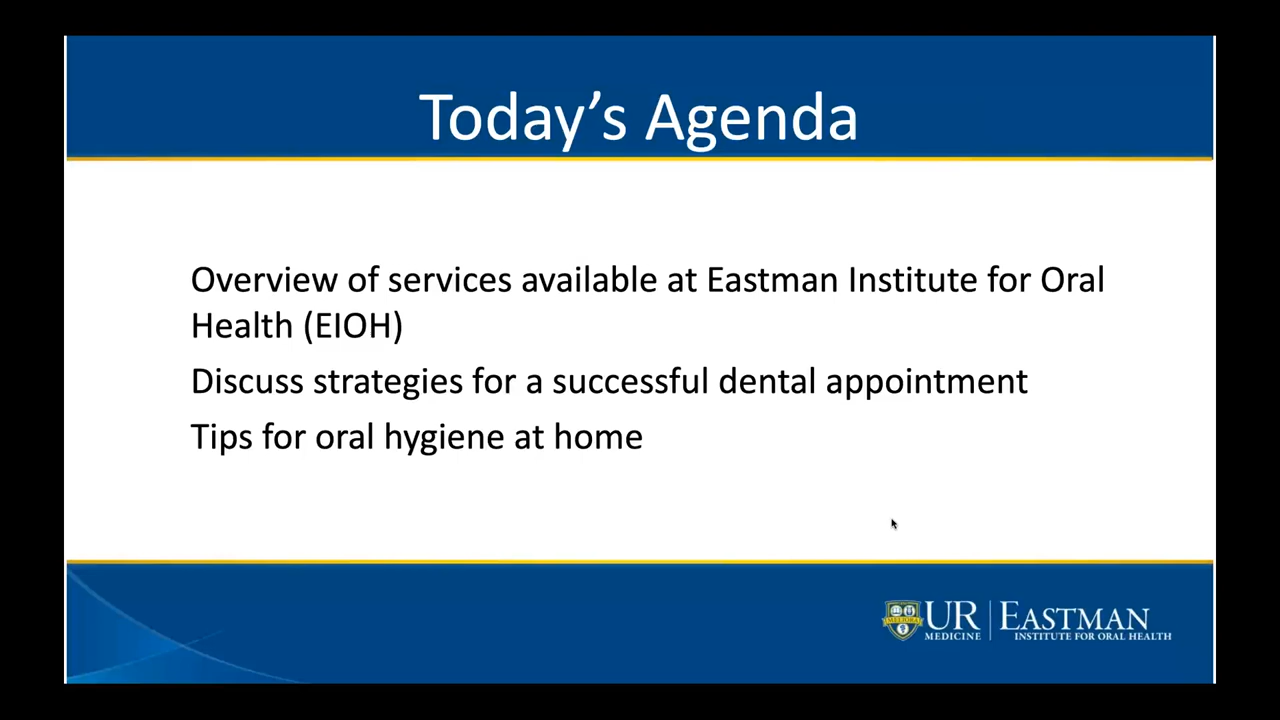 Today’s Agenda
Overview of services available at Eastman Institute for Oral
Health (EIOH)
Discuss strategies for a successful dental appointment
Tips for oral hygiene at home
MELIORA
UR
MEDICINE
EASTMAN
INSTITUTE FOR ORAL HEALTH